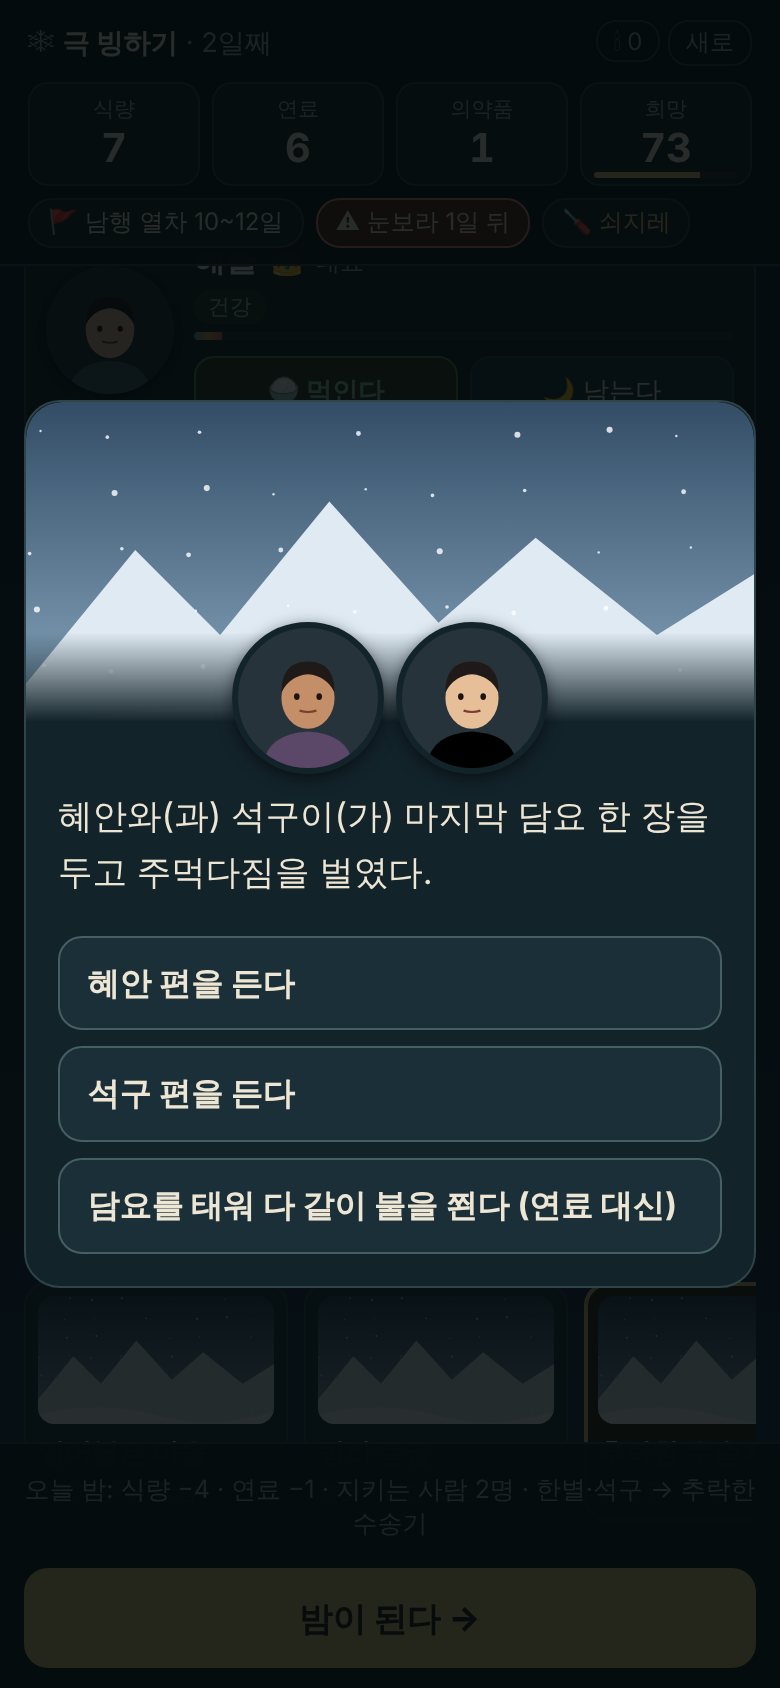 극 빙하기 · 2일째
0
새로
식량
연료
의약품
희망
7
6
1
73
남행 열차 10~12일
눈보라 1일 뒤
쇠지레
건강
먹인다
남는다
혜안와(과) 석구이(가) 마지막 담요 한 장을
두고 주먹다짐을 벌였다.
혜안 편을 든다
석구 편을 든다
담요를 태워 다 같이 불을 쬔다 (연료 대신)
오늘 밤: 식량 −4 · 연료 −1 · 지키는 사람 2명 · 한별·석구 → 추락한
수송기
밤이 된다 →